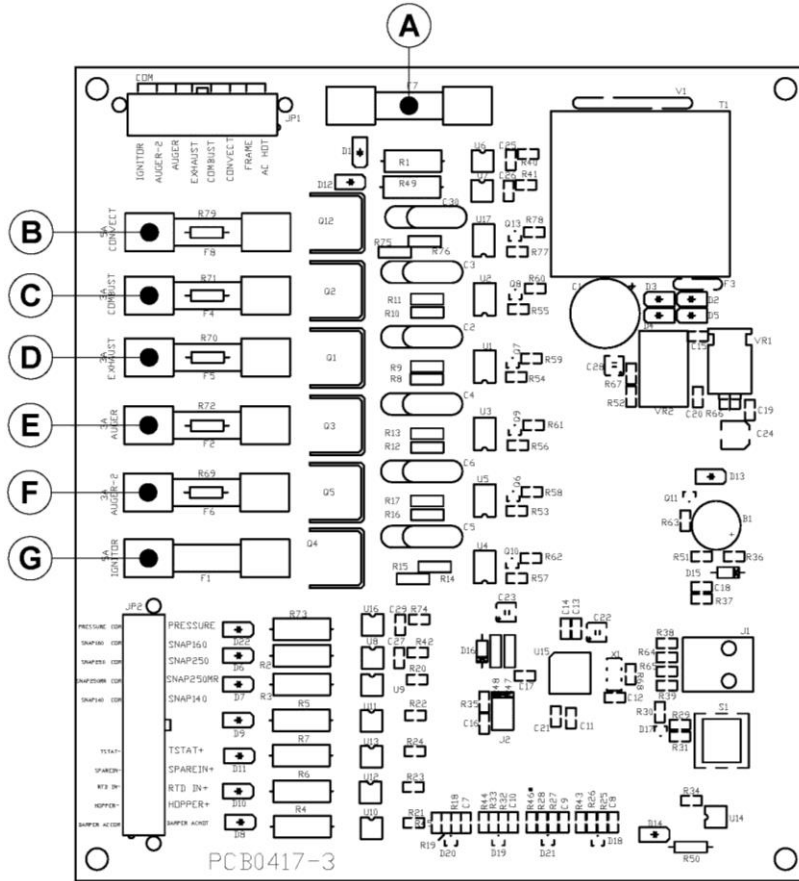 A
COM
F7
V1
T1
JP1
IGNITOR
AUGER-2
AUGER
EXHAUST
COMBUST
CONVECT
FRAME
AC HOT
D1
R1
U6
C25
R40
D12
R49
U7
C26
R41
B
5A
CONVECT
R79
F8
Q12
C30
R75
R76
U17
Q13
R78
R77
C
3A
COMBUST
R71
F4
Q2
C3
R11
R10
U2
Q8
R60
R55
C1
+
D3
D2
D4
D5
F3
D
3A
EXHAUST
R70
F5
Q1
C2
R9
R8
U1
Q7
R59
R54
C28
R67
R52
VR2
C15
VR1
C20
R66
C19
C24
E
3A
AUGER
R72
F2
Q3
C4
R13
R12
U3
Q9
R61
R56
F
3A
AUGER-2
R69
F6
Q5
C6
R17
R16
U5
Q6
R58
R53
D13
Q11
R63
B1
+
R51
R36
G
5A
IGNITOR
F1
Q4
C5
R15
R14
U4
Q10
R62
R57
D15
C18
R37
JP2
PRESSURE COM
PRESSURE
D22
R73
U16
C29
R74
C23
C14
C13
C22
SNAP160 COM
SNAP160
D6
R2
U8
C27
R42
D16
U15
X1
R38
R64
R65
R39
J1
SNAP250 COM
SNAP250
SNAP250MR COM
SNAP250MR
D7
R3
U9
R20
C17
R68
C12
SNAP140 COM
SNAP140
D9
R5
U11
R22
R35
C16
48
47
J2
C21
C11
R30
D17
R29
R31
S1
TSTAT-
TSTAT+
D11
R7
U13
R24
SPAREIN-
SPAREIN+
RTD IN-
RTD IN+
D10
R6
U12
R23
HOPPER-
HOPPER+
DAMPER ACCOM
DAMPER ACHOT
D8
R4
U10
R21
R18
C7
R19
D20
R44
R33
R32
C10
D19
R46*
R28
R27
C9
D21
R43
R26
R25
C8
D18
R34
U14
D14
R50
PCB0417-3